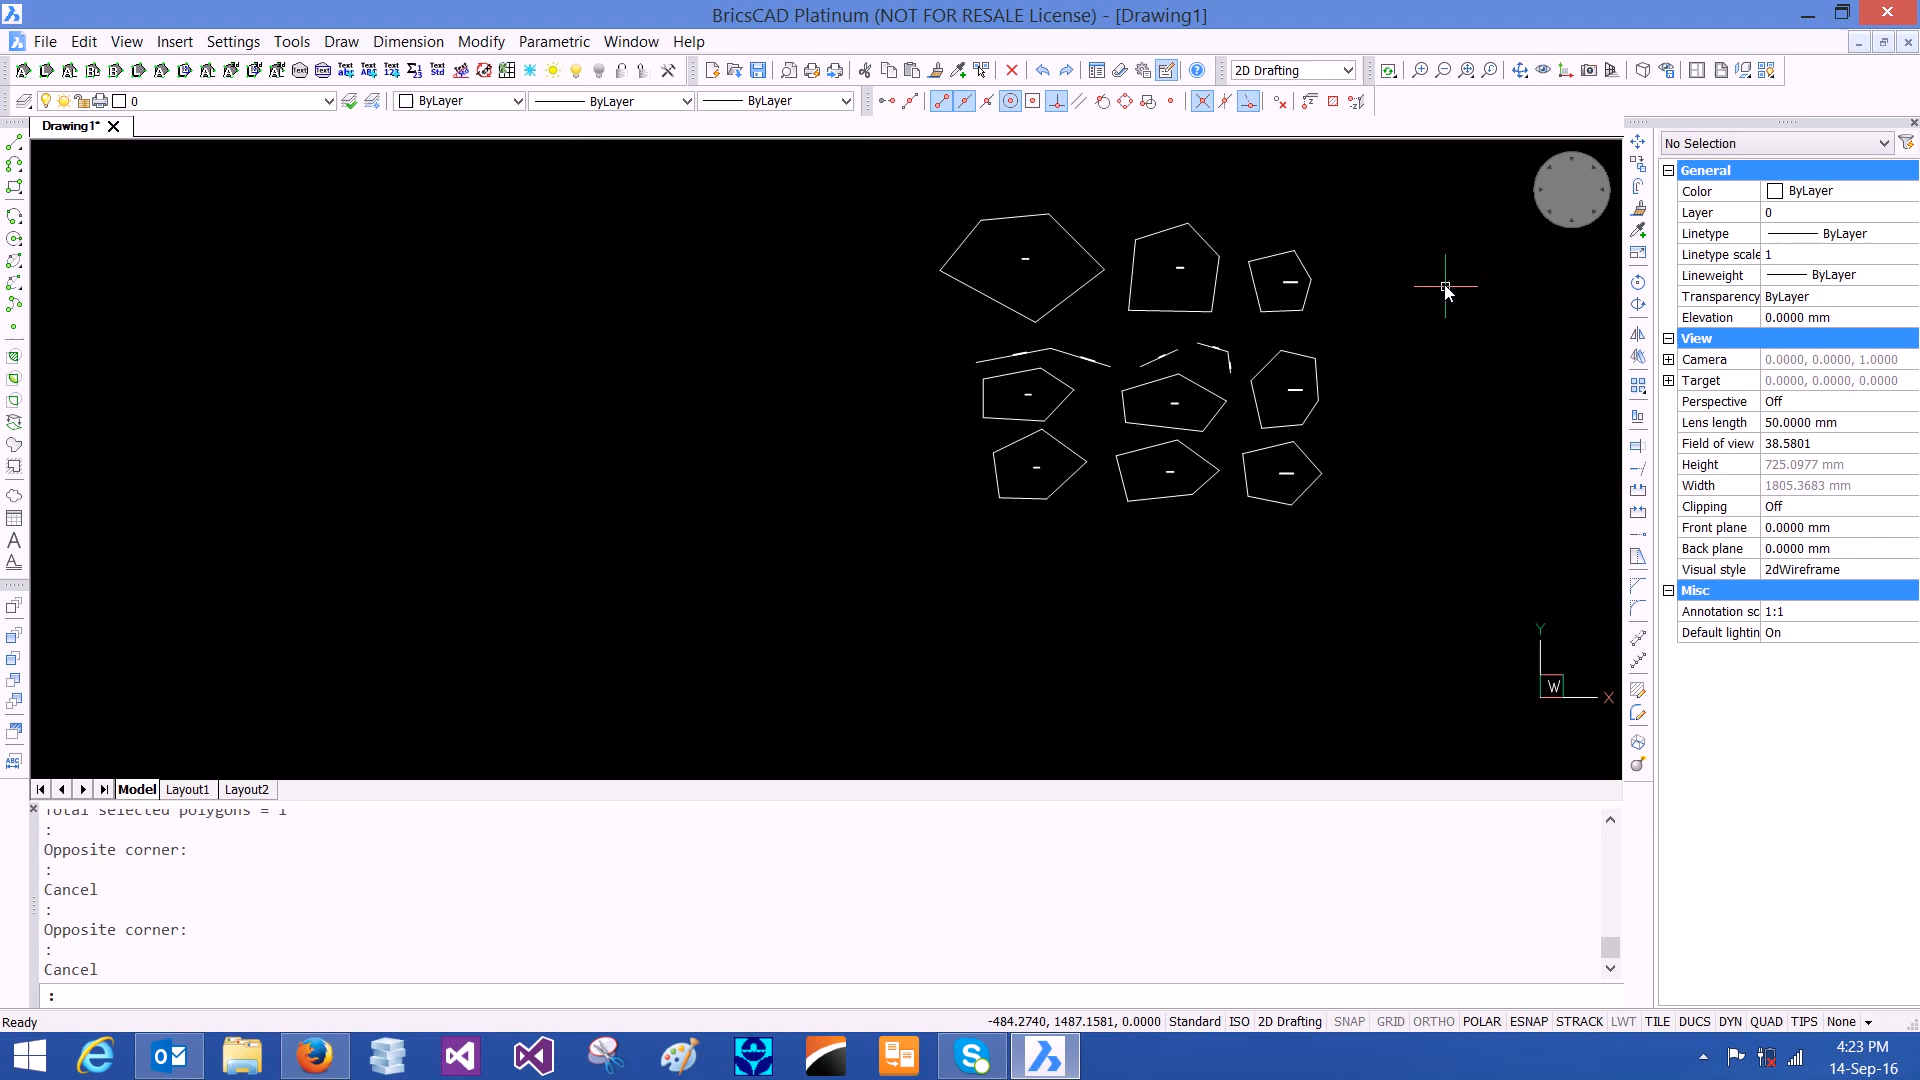 BricsCAD Platinum (NOT FOR RESALE License) - [Drawing1]
File Edit View Insert Settings Tools Draw Dimension Modify Parametric Window Help
2D Drafting
0 ByLayer ByLayer ByLayer
Drawing1*
No Selection
General
Color ByLayer
Layer 0
Linetype ByLayer
Linetype scale 1
Lineweight ByLayer
Transparency ByLayer
Elevation 0.0000 mm
View
Camera 0.0000, 0.0000, 1.0000
Target 0.0000, 0.0000, 0.0000
Perspective Off
Lens length 50.0000 mm
Field of view 38.5801
Height 725.0977 mm
Width 1805.3683 mm
Clipping Off
Front plane 0.0000 mm
Back plane 0.0000 mm
Visual style 2dWireframe
Misc
Annotation sc 1:1
Default lightin On
Y
W
X
Model Layout1 Layout2
Total selected polygons = 1
:
Opposite corner:
:
Cancel
:
Opposite corner:
:
Cancel
:
Ready -484.2740, 1487.1581, 0.0000 Standard ISO 2D Drafting SNAP GRID ORTHO POLAR ESNAP STRACK LWT TILE DUCS DYN QUAD TIPS None
4:23 PM
14-Sep-16